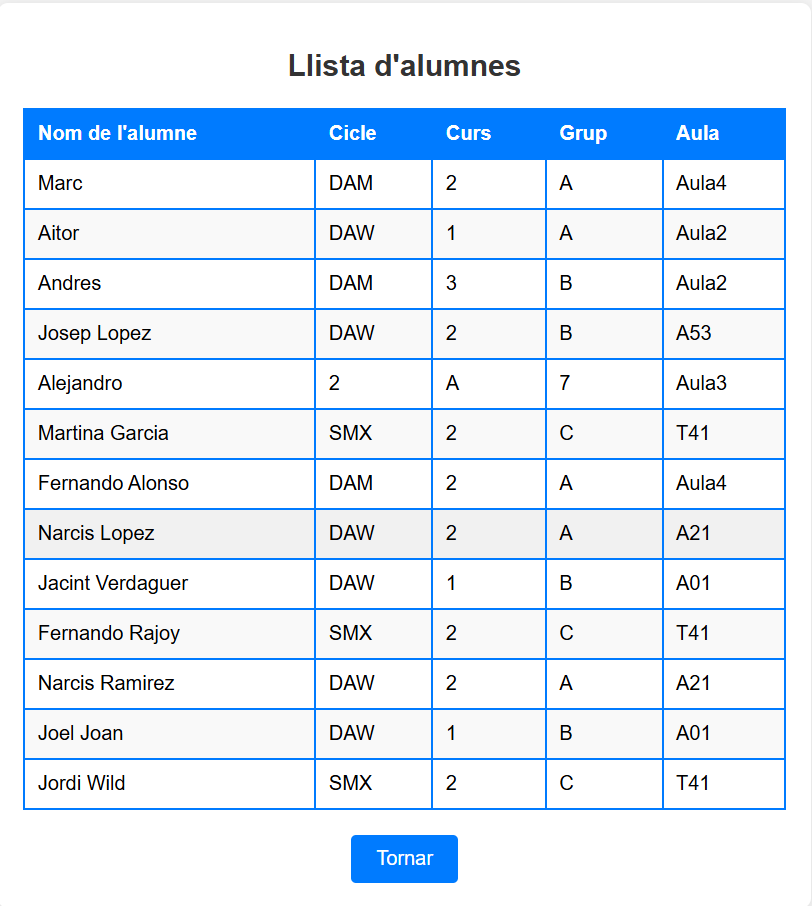 Llista d'alumnes
Nom de l'alumne Cicle Curs Grup Aula
Marc DAM 2 A Aula4
Aitor DAW 1 A Aula2
Andres DAM 3 B Aula2
Josep Lopez DAW 2 B A53
Alejandro 2 A 7 Aula3
Martina Garcia SMX 2 C T41
Fernando Alonso DAM 2 A Aula4
Narcis Lopez DAW 2 A A21
Jacint Verdaguer DAW 1 B A01
Fernando Rajoy SMX 2 C T41
Narcis Ramirez DAW 2 A A21
Joel Joan DAW 1 B A01
Jordi Wild SMX 2 C T41
Tornar